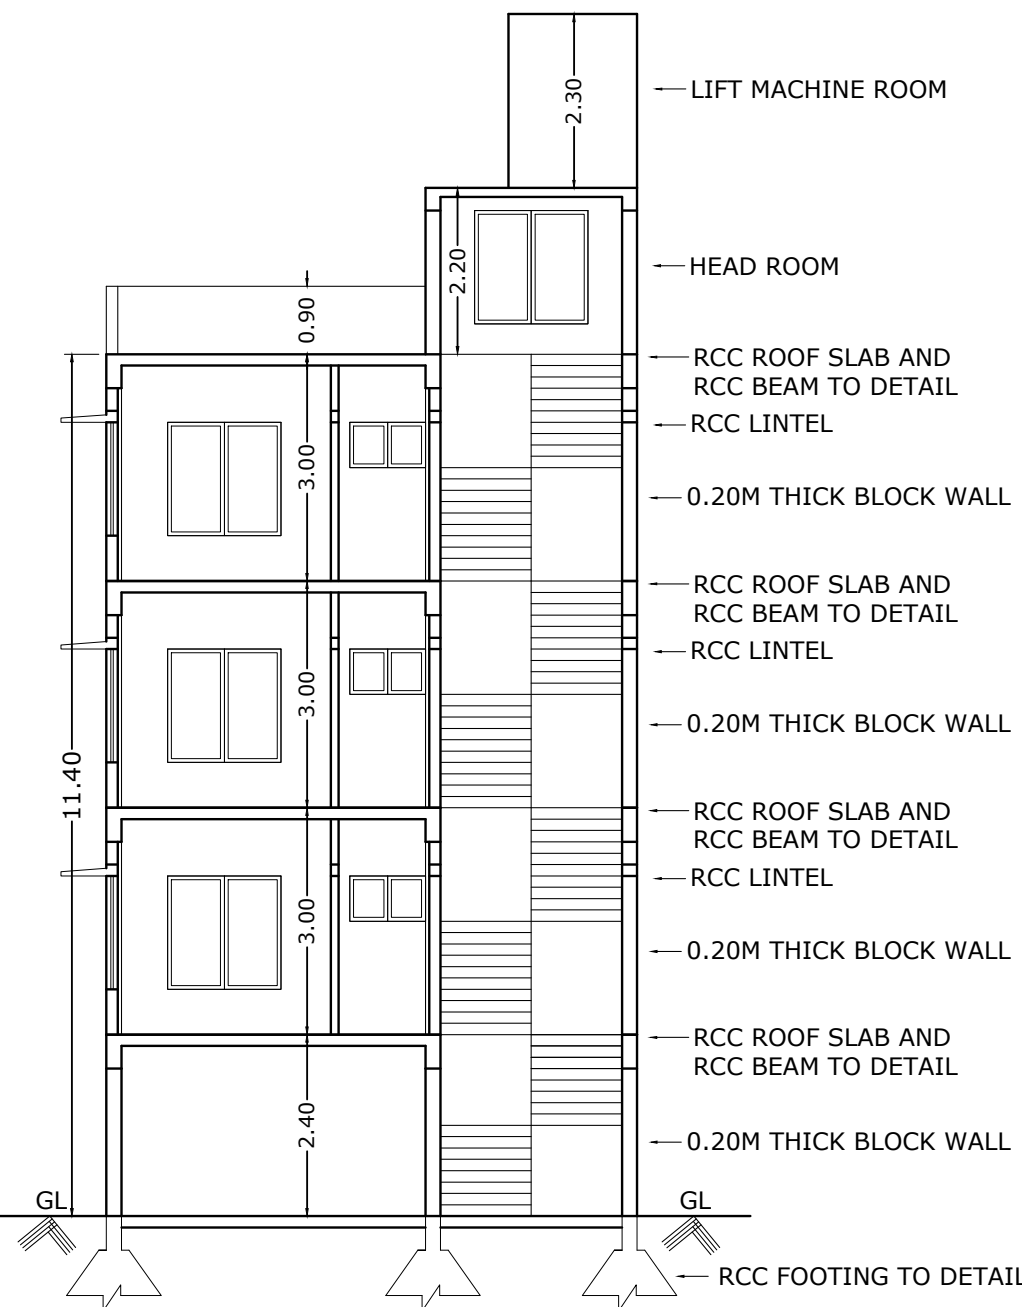 2.30
LIFT MACHINE ROOM
2.20
HEAD ROOM
0.90
RCC ROOF SLAB AND
RCC BEAM TO DETAIL
RCC LINTEL
3.00
0.20M THICK BLOCK WALL
RCC ROOF SLAB AND
RCC BEAM TO DETAIL
RCC LINTEL
3.00
0.20M THICK BLOCK WALL
11.40
RCC ROOF SLAB AND
RCC BEAM TO DETAIL
RCC LINTEL
3.00
0.20M THICK BLOCK WALL
RCC ROOF SLAB AND
RCC BEAM TO DETAIL
2.40
0.20M THICK BLOCK WALL
GL
GL
RCC FOOTING TO DETAIL